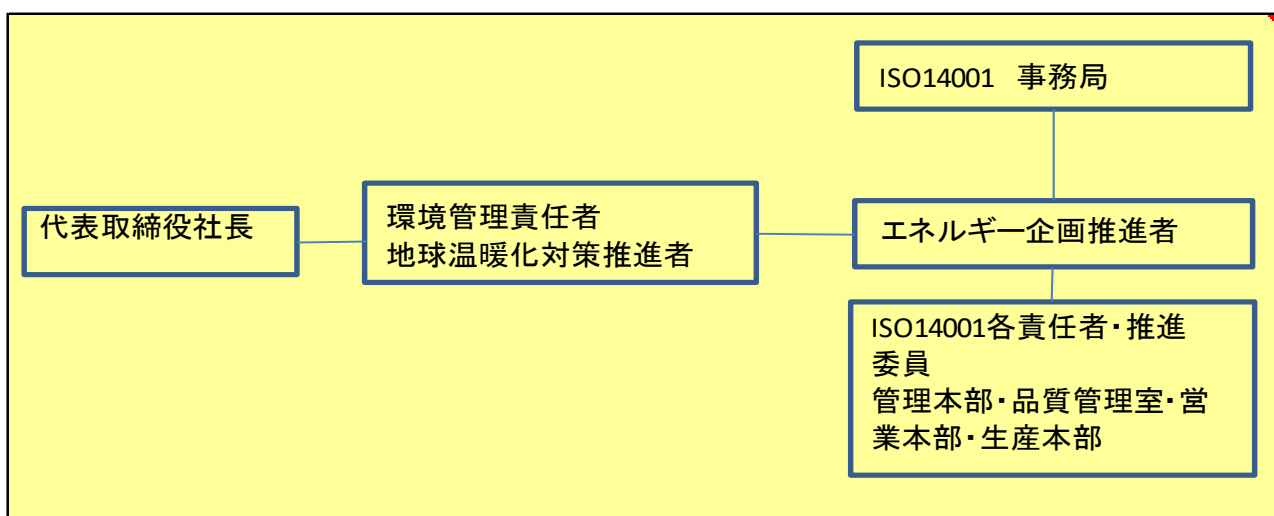 ISO14001　事務局
代表取締役社長
環境管理責任者
地球温暖化対策推進者
エネルギー企画推進者
ISO14001各責任者・推進
委員
管理本部・品質管理室・営
業本部・生産本部